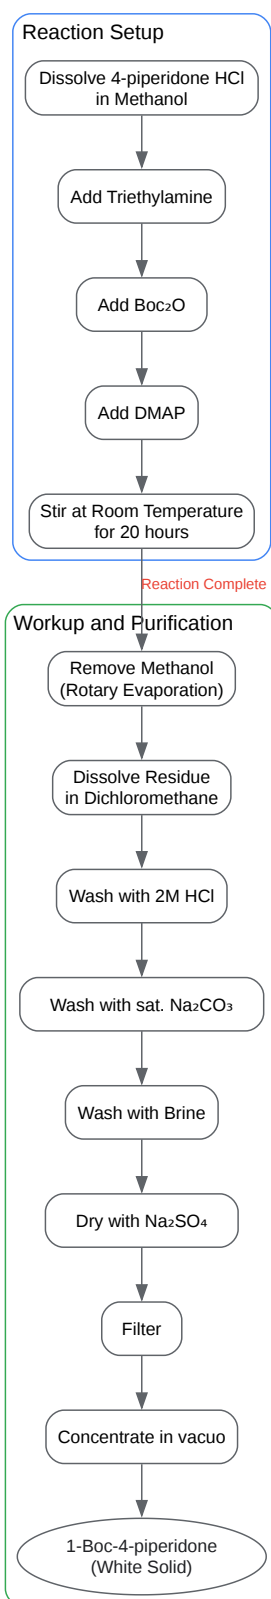 Reaction Setup
Dissolve 4-piperidone HCl
in Methanol
Add Triethylamine
Add Boc₂O
Add DMAP
Stir at Room Temperature
for 20 hours
Reaction Complete
Workup and Purification
Remove Methanol
(Rotary Evaporation)
Dissolve Residue
in Dichloromethane
Wash with 2M HCl
Wash with sat. Na₂CO₃
Wash with Brine
Dry with Na₂SO₄
Filter
Concentrate in vacuo
1-Boc-4-piperidone
(White Solid)